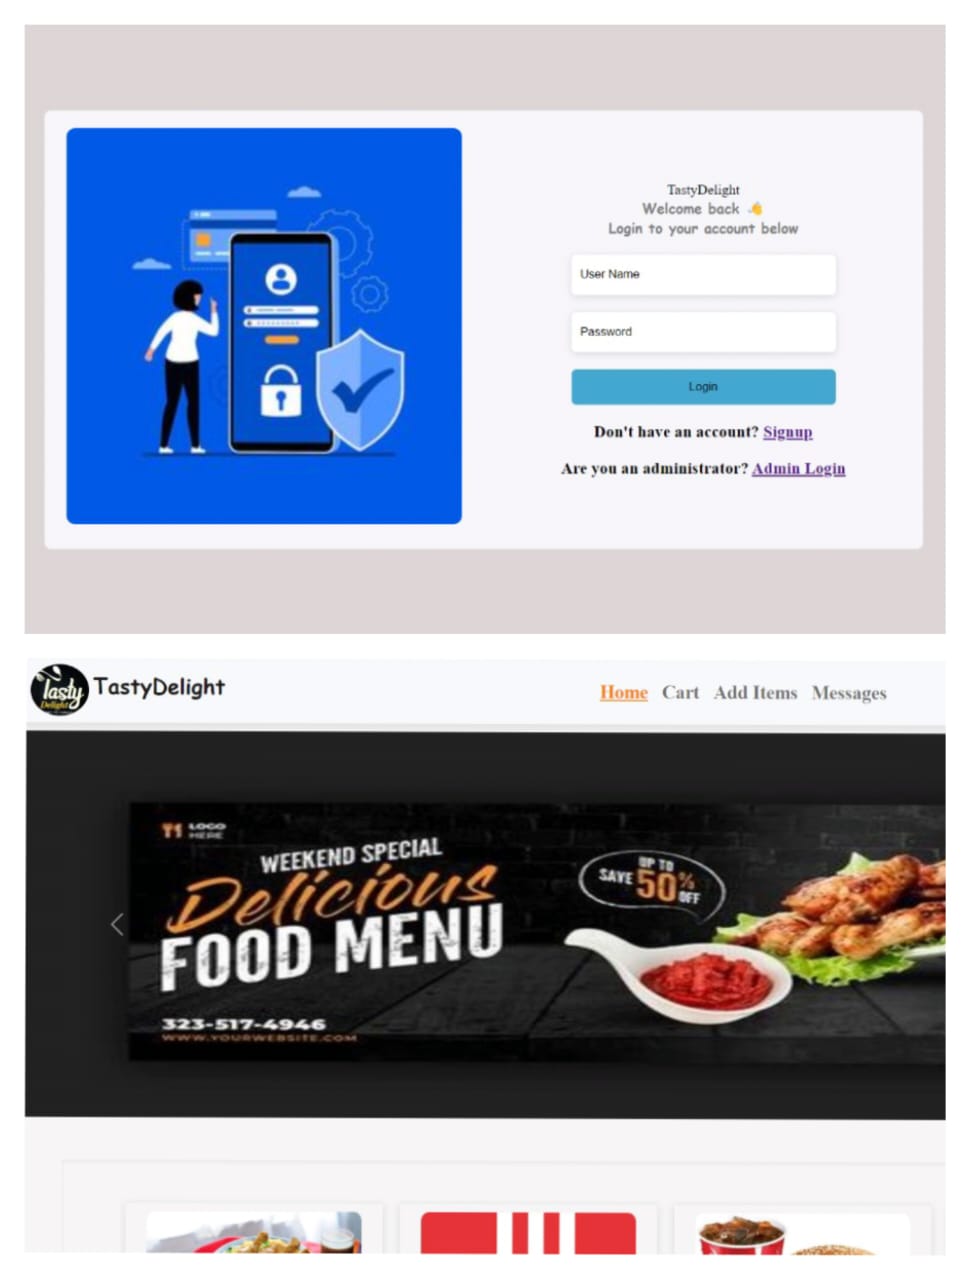 TastyDelight
Welcome back 👋
Login to your account below
User Name
Password
Login
Don't have an account? Signup
Are you an administrator? Admin Login
Tasty
Delight
TastyDelight
Home Cart Add Items Messages
T1 LOGO
HERE
WEEKEND SPECIAL
Delicious
FOOD MENU
UP TO
SAVE 50% OFF
323-517-4946
WWW.YOURWEBSITE.COM